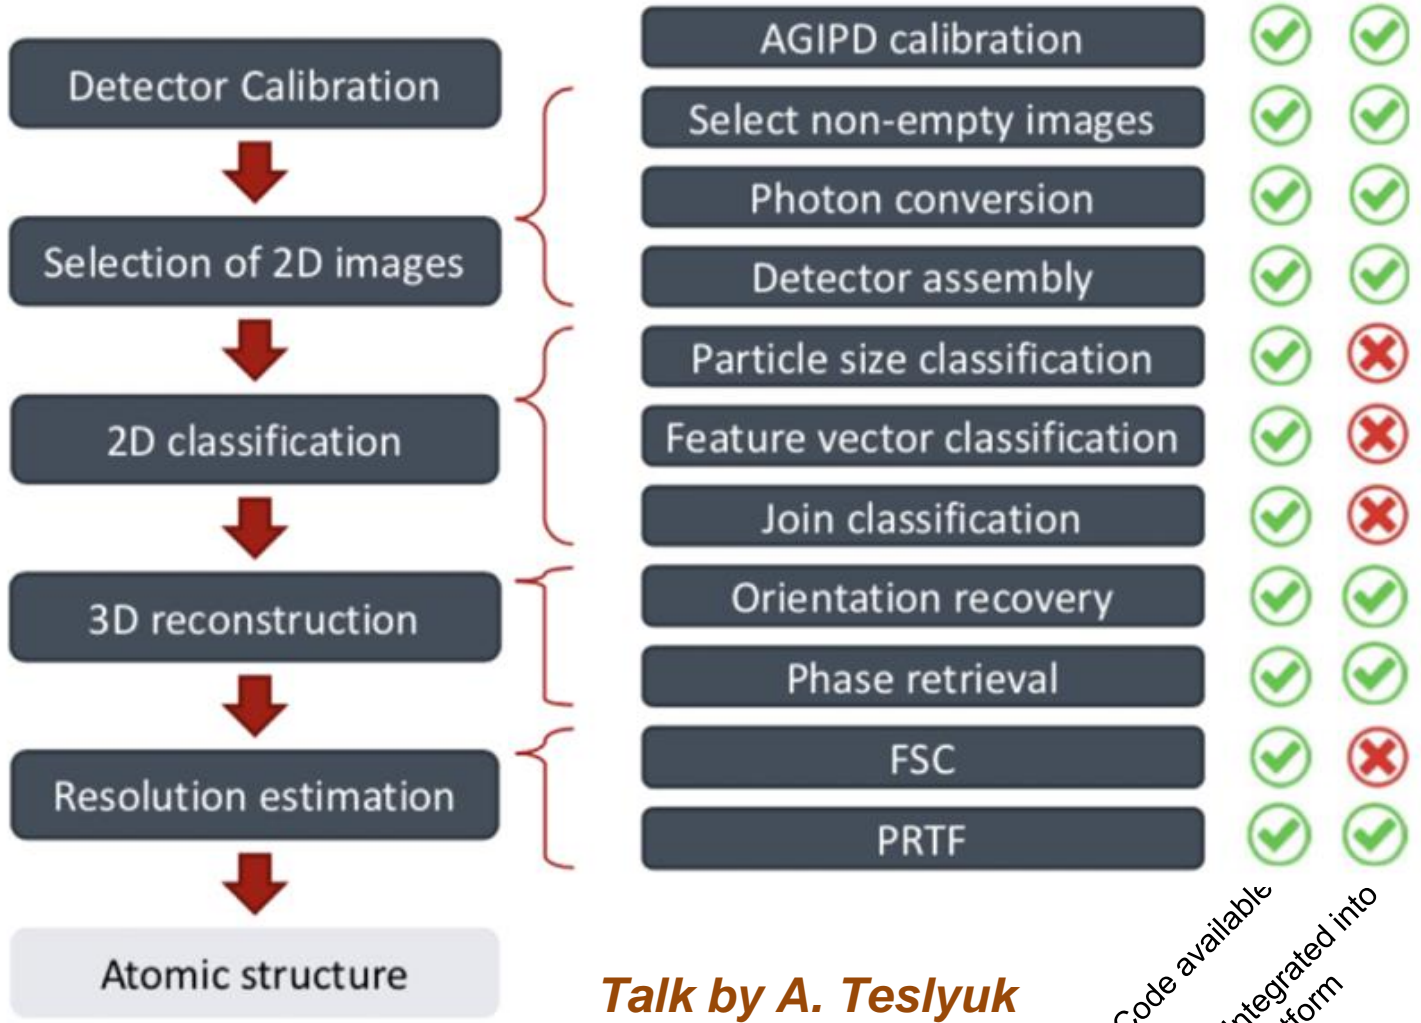 Detector Calibration
Selection of 2D images
2D classification
3D reconstruction
Resolution estimation
Atomic structure
AGIPD calibration
Select non-empty images
Photon conversion
Detector assembly
Particle size classification
Feature vector classification
Join classification
Orientation recovery
Phase retrieval
FSC
PRTF
Talk by A. Teslyuk
Code available
Integrated into